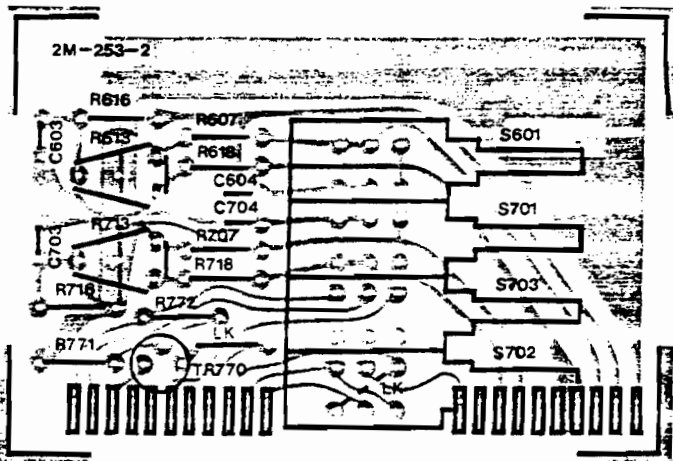 2M-253-2
R616
R607
S601
C603
R613
R618
C604
C704
S701
R713
R707
C703
R718
S703
R716
R772
LK
S702
R771
TR770
LK